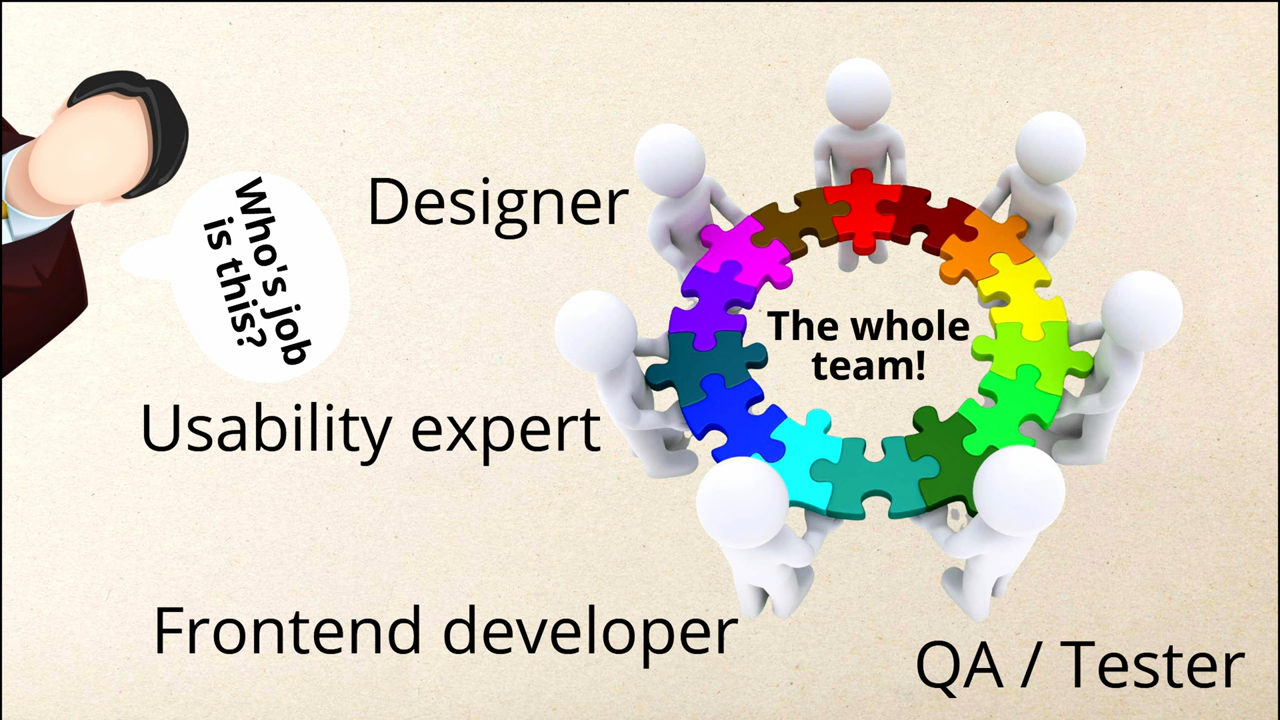 Who's job
is this?
Designer
The whole
team!
Usability expert
Frontend developer
QA / Tester